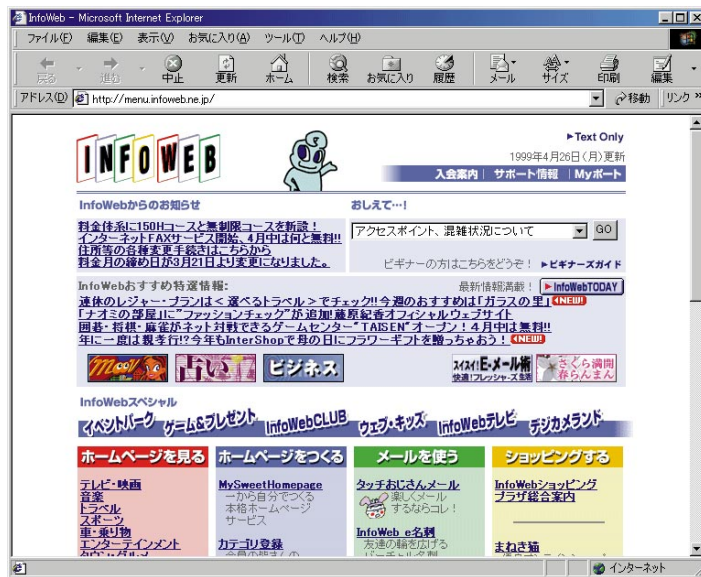 InfoWeb - Microsoft Internet Explorer
ファイル(F) 編集(E) 表示(V) お気に入り(A) ツール(T) ヘルプ(H)
戻る 進む 中止 更新 ホーム 検索 お気に入り 履歴 メール サイズ 印刷 編集
アドレス(D) http://menu.infoweb.ne.jp/ 移動 リンク »
INFOWEB
Text Only
1999年4月26日(月)更新
入会案内 | サポート情報 | Myポート
InfoWebからのお知らせ
料金体系に150Hコースと無制限コースを新設!
インターネットFAXサービス開始、4月中は何と無料!!
住所等の各種変更手続きはこちらから
料金月の締め日が3月21日より変更になりました。
おしえて…!
アクセスポイント、混雑状況について GO
ビギナーの方はこちらをどうぞ! ビギナーズガイド
InfoWebおすすめ特選情報: 最新情報満載! InfoWebTODAY
連休のレジャー・プランは<選べるトラベル>でチェック!!今週のおすすめは「ガラスの里」 NEW!
「ナオミの部屋」に"ファッションチェック"が追加!藤原紀香オフィシャルウェブサイト
囲碁・将棋・麻雀がネット対戦できるゲームセンター"TAISEN"オープン!4月中は無料!!
年に一度は親孝行!?今年もInterShopで母の日にフラワーギフトを贈っちゃおう! NEW!
占い ビジネス スイスイ!E-メール術 快適!フレッシャーズ生活 さくら満開 春らんまん
InfoWebスペシャル
イベントパーク ゲーム&プレゼント InfoWebCLUB ウェブ・キッズ InfoWebテレビ デジカメランド
ホームページを見る ホームページをつくる メールを使う ショッピングする
テレビ・映画
音楽
トラベル
スポーツ
車・乗り物
エンターテインメント
タウン・グルメ
MySweetHomepage
一から自分でつくる
本格ホームページ
サービス
カテゴリ登録
タッチおじさんメール
楽しくメール
するならコレ!
InfoWeb e名刺
友達の輪を広げる
バーチャル名刺
InfoWebショッピング
プラザ総合案内
まねき猫
インターネット